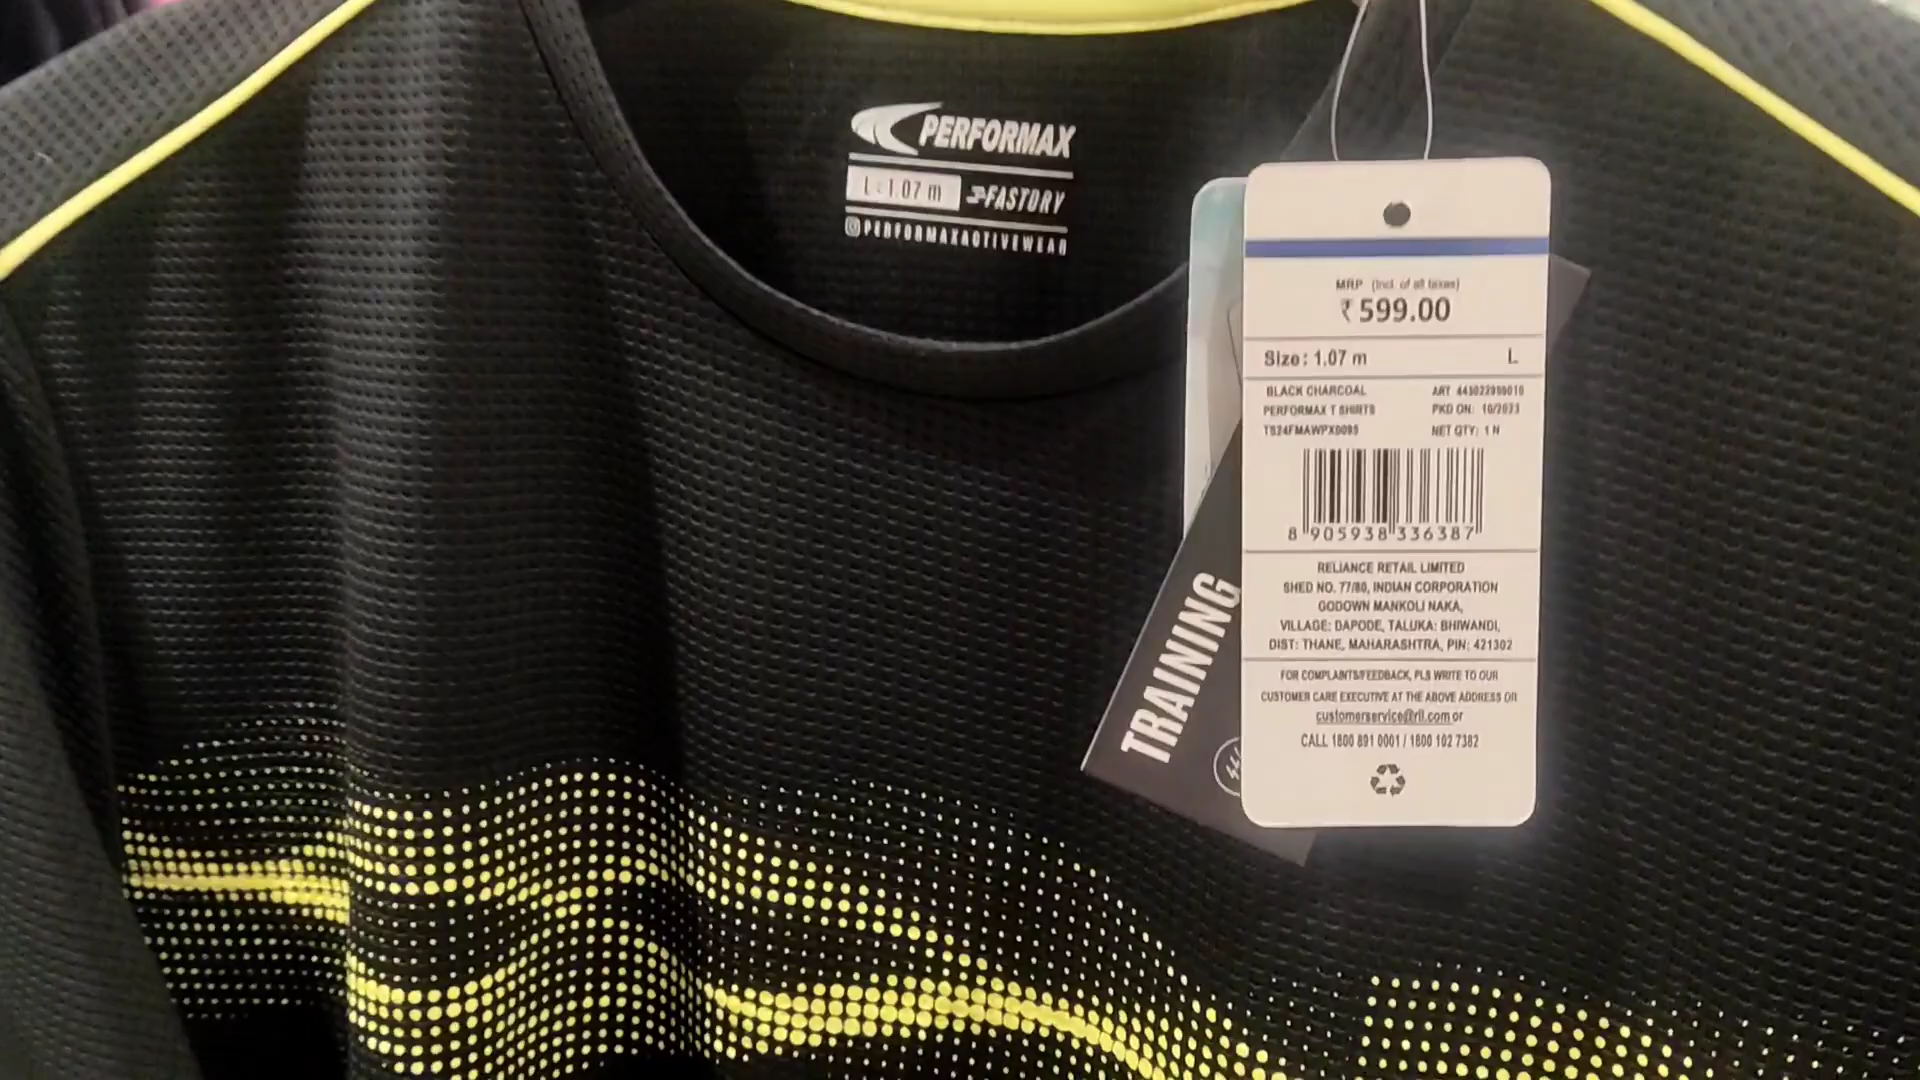 PERFORMAX
L : 1.07 m FASTDRY
PERFORMAXACTIVEWEAR
MRP (Incl. of all taxes)
₹599.00
Size: 1.07 m L
BLACK CHARCOAL ART
PERFORMAX T SHIRTS PKD ON: 10/2023
TS24FMAWPX0093 NET QTY: 1 N
8 905938 336387
RELIANCE RETAIL LIMITED
SHED NO. 77/80, INDIAN CORPORATION
GODOWN MANKOLI NAKA,
VILLAGE: DAPODE, TALUKA: BHIWANDI,
DIST: THANE, MAHARASHTRA, PIN: 421302
FOR COMPLAINTS/FEEDBACK, PLS WRITE TO OUR
CUSTOMER CARE EXECUTIVE AT THE ABOVE ADDRESS OR
customerservice@ril.com or
CALL 1800 891 0001 / 1800 102 7382
TRAINING